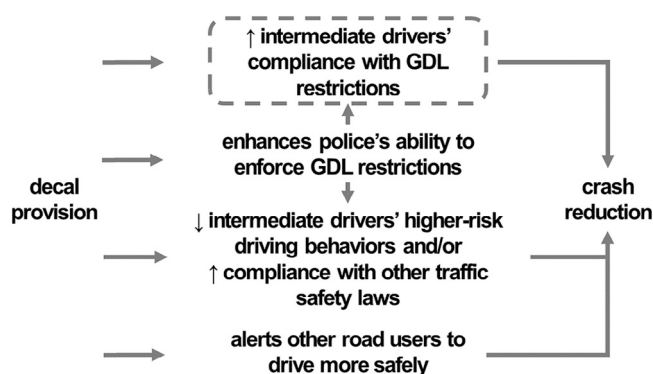 ↑ intermediate drivers'
compliance with GDL
restrictions
enhances police's ability to
enforce GDL restrictions
decal
provision
crash
reduction
↓ intermediate drivers' higher-risk
driving behaviors and/or
↑ compliance with other traffic
safety laws
alerts other road users to
drive more safely